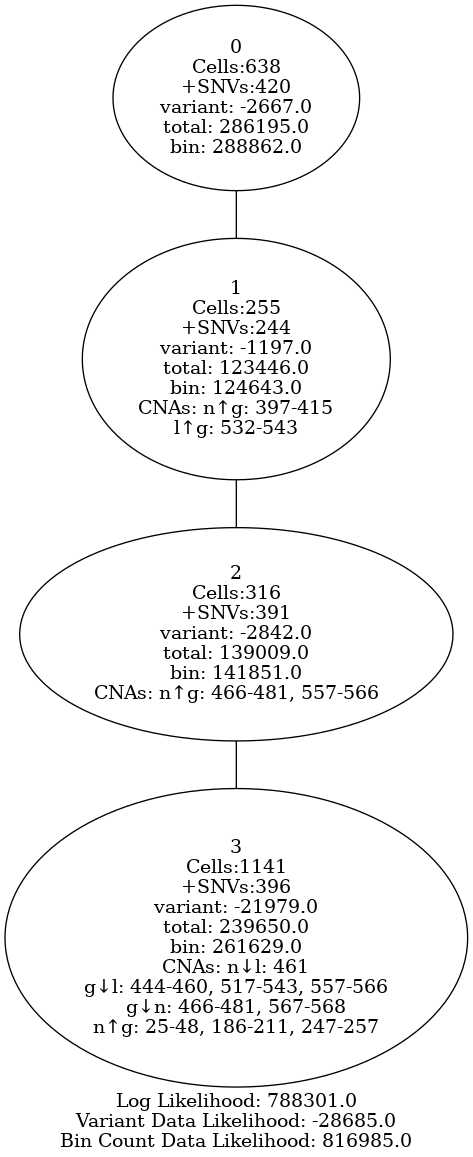 0
Cells:638
+SNVs:420
variant: -2667.0
total: 286195.0
bin: 288862.0
1
Cells:255
+SNVs:244
variant: -1197.0
total: 123446.0
bin: 124643.0
CNAs: n↑g: 397-415
l↑g: 532-543
2
Cells:316
+SNVs:391
variant: -2842.0
total: 139009.0
bin: 141851.0
CNAs: n↑g: 466-481, 557-566
3
Cells:1141
+SNVs:396
variant: -21979.0
total: 239650.0
bin: 261629.0
CNAs: n↓l: 461
g↓l: 444-460, 517-543, 557-566
g↓n: 466-481, 567-568
n↑g: 25-48, 186-211, 247-257
Log Likelihood: 788301.0
Variant Data Likelihood: -28685.0
Bin Count Data Likelihood: 816985.0